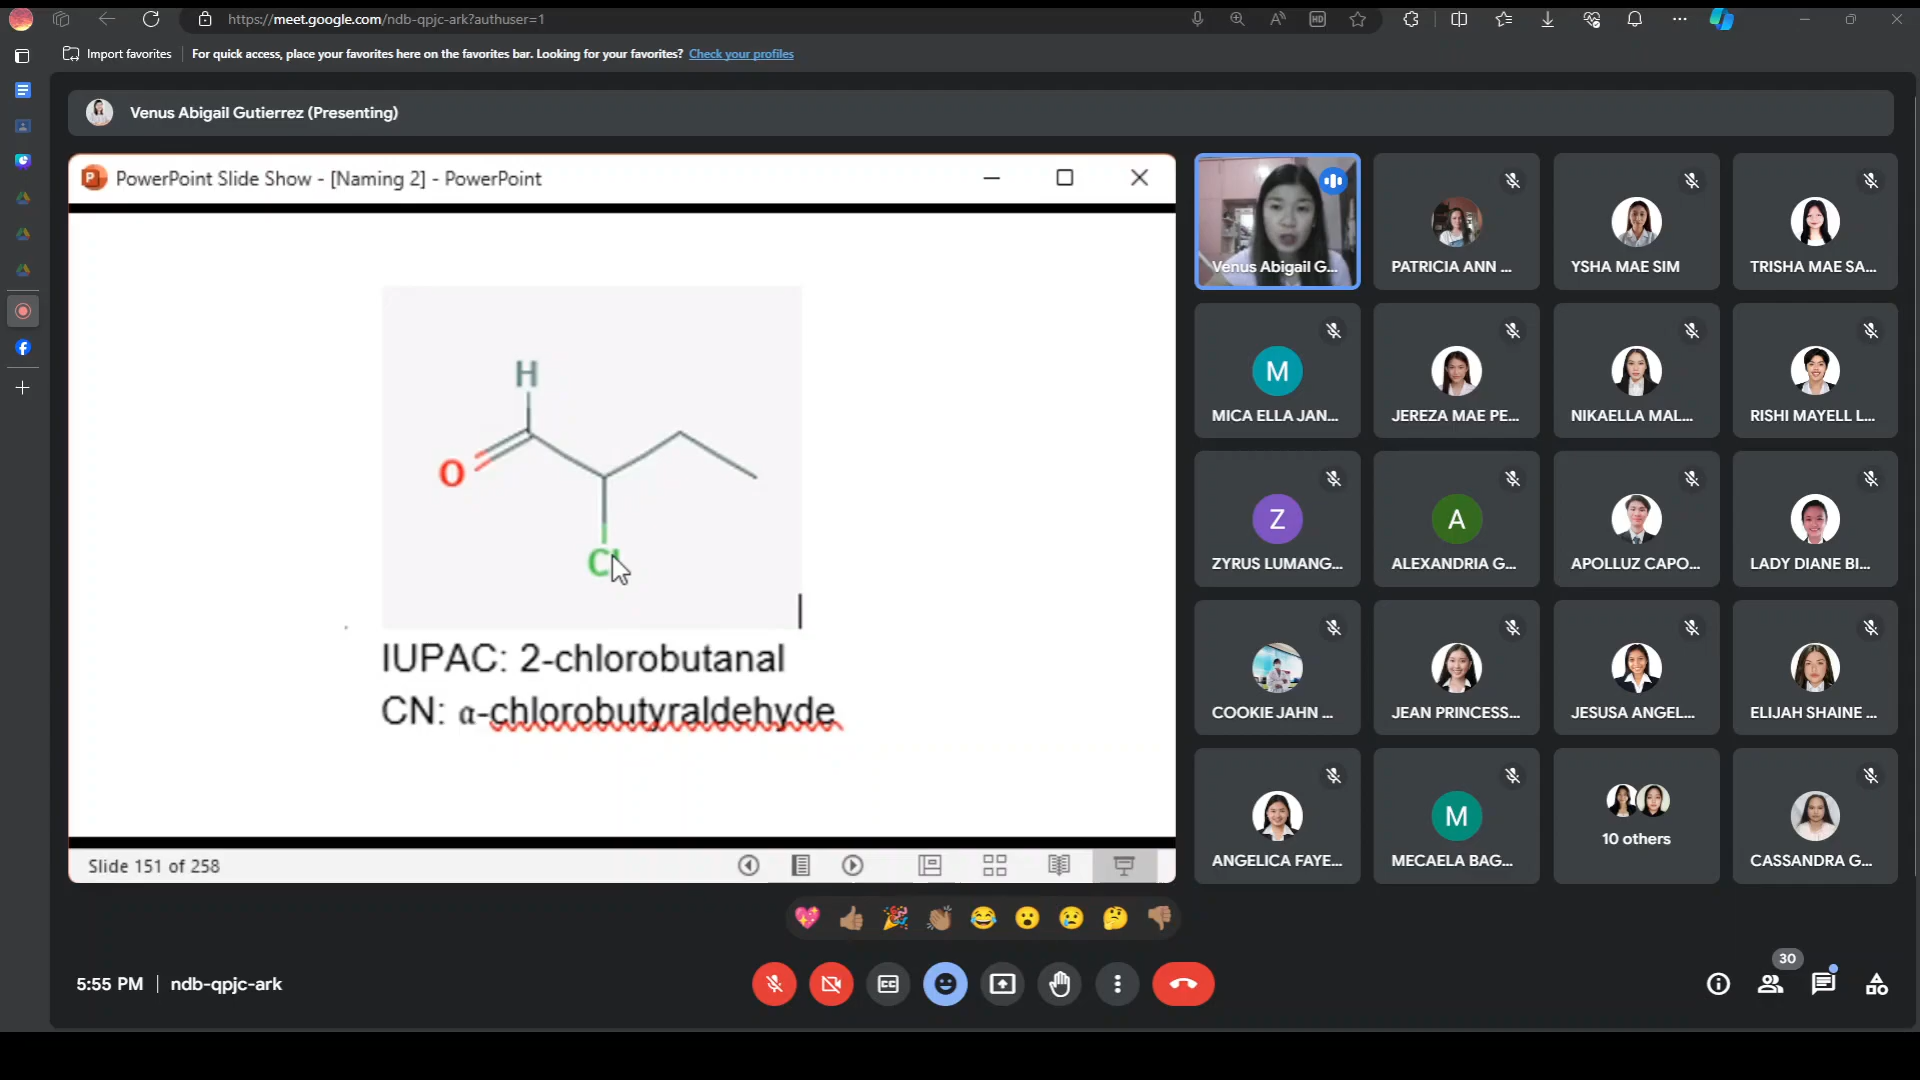 https://meet.google.com/ndb-qpjc-ark?authuser=1
Import favorites
For quick access, place your favorites here on the favorites bar. Looking for your favorites? Check your profiles
Venus Abigail Gutierrez (Presenting)
PowerPoint Slide Show - [Naming 2] - PowerPoint
H
O
Cl
IUPAC: 2-chlorobutanal
CN: α-chlorobutyraldehyde
Slide 151 of 258
Venus Abigail G...
PATRICIA ANN ...
YSHA MAE SIM
TRISHA MAE SA...
M
MICA ELLA JAN...
JEREZA MAE PE...
NIKAELLA MAL...
RISHI MAYELL L...
Z
ZYRUS LUMANG...
A
ALEXANDRIA G...
APOLLUZ CAPO...
LADY DIANE BI...
COOKIE JAHN ...
JEAN PRINCESS...
JESUSA ANGEL...
ELIJAH SHAINE ...
ANGELICA FAYE...
M
MECAELA BAG...
10 others
CASSANDRA G...
5:55 PM | ndb-qpjc-ark
CC
30